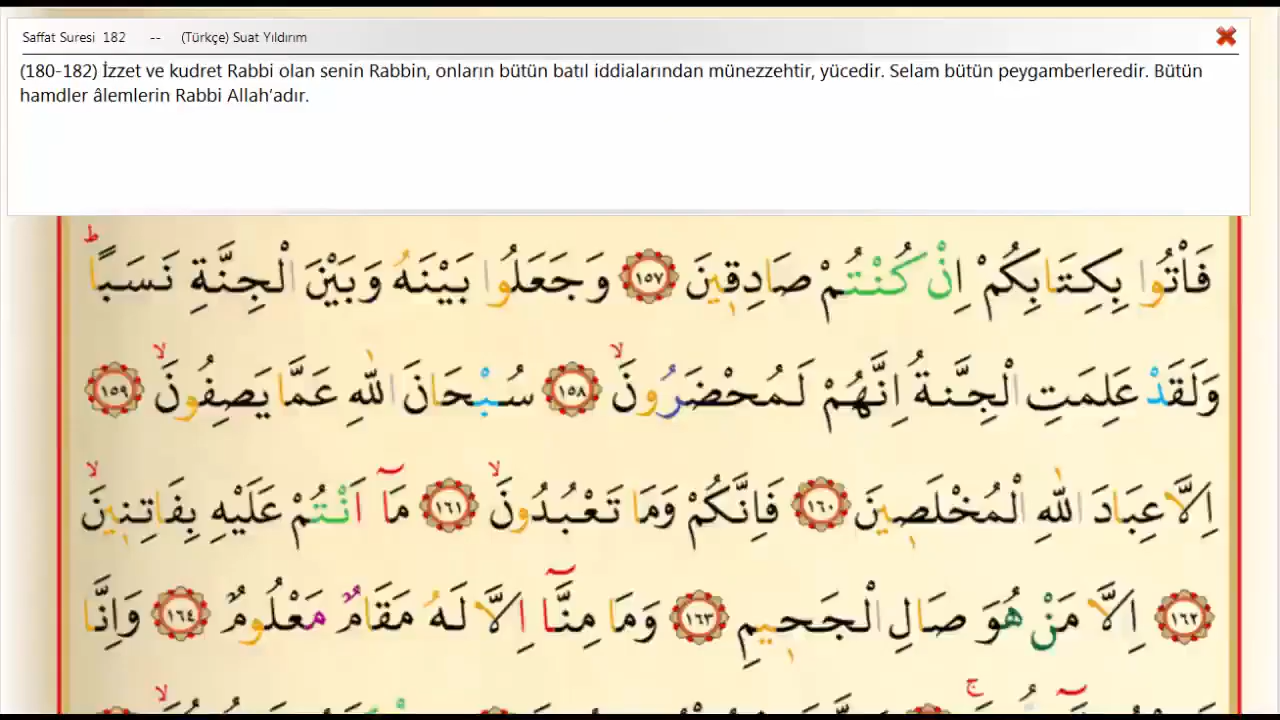 Saffat Suresi 182 -- (Türkçe) Suat Yıldırım
(180-182) İzzet ve kudret Rabbi olan senin Rabbin, onların bütün batıl iddialarından münezzehtir, yücedir. Selam bütün peygamberleredir. Bütün
hamdler âlemlerin Rabbi Allah’adır.
فَأْتُوا بِكِتَابِكُمْ اِنْ كُنْتُمْ صَادِقِينَ ١٥٧ وَجَعَلُوا بَيْنَهُ وَبَيْنَ الْجِنَّةِ نَسَبًاۜ
وَلَقَدْ عَلِمَتِ الْجِنَّةُ اِنَّهُمْ لَمُحْضَرُونَۙ ١٥٨ سُبْحَانَ اللهِ عَمَّا يَصِفُونَۙ ١٥٩
اِلَّا عِبَادَ اللهِ الْمُخْلَصِينَ ١٦٠ فَاِنَّكُمْ وَمَا تَعْبُدُونَۙ ١٦١ مَآ اَنْتُمْ عَلَيْهِ بِفَاتِنِينَۙ
١٦٢ اِلَّا مَنْ هُوَ صَالِ الْجَحِيمِ ١٦٣ وَمَا مِنَّآ اِلَّا لَهُ مَقَامٌ مَعْلُومٌ ١٦٤ وَاِنَّا